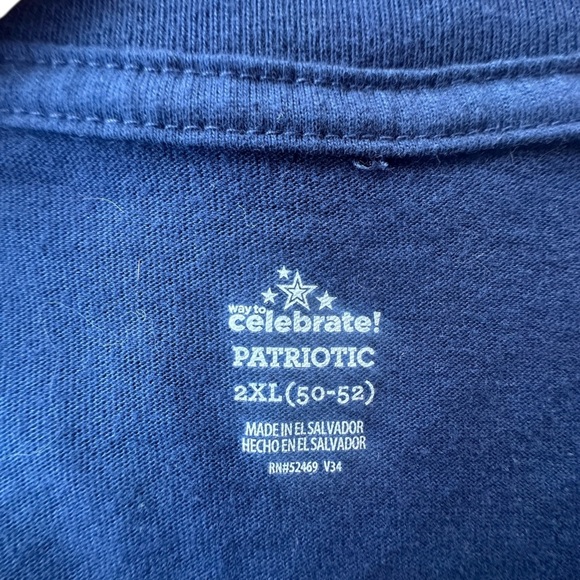 way to
celebrate!
PATRIOTIC
2XL (50-52)
MADE IN EL SALVADOR
HECHO EN EL SALVADOR
RN#52469 V34